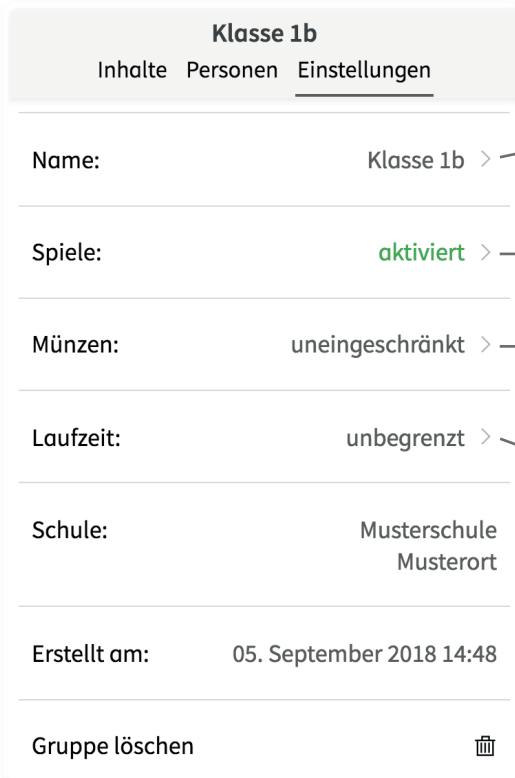 Klasse 1b
Inhalte Personen Einstellungen
Name: Klasse 1b
Spiele: aktiviert
Münzen: uneingeschränkt
Laufzeit: unbegrenzt
Schule: Musterschule
Musterort
Erstellt am: 05. September 2018 14:48
Gruppe löschen